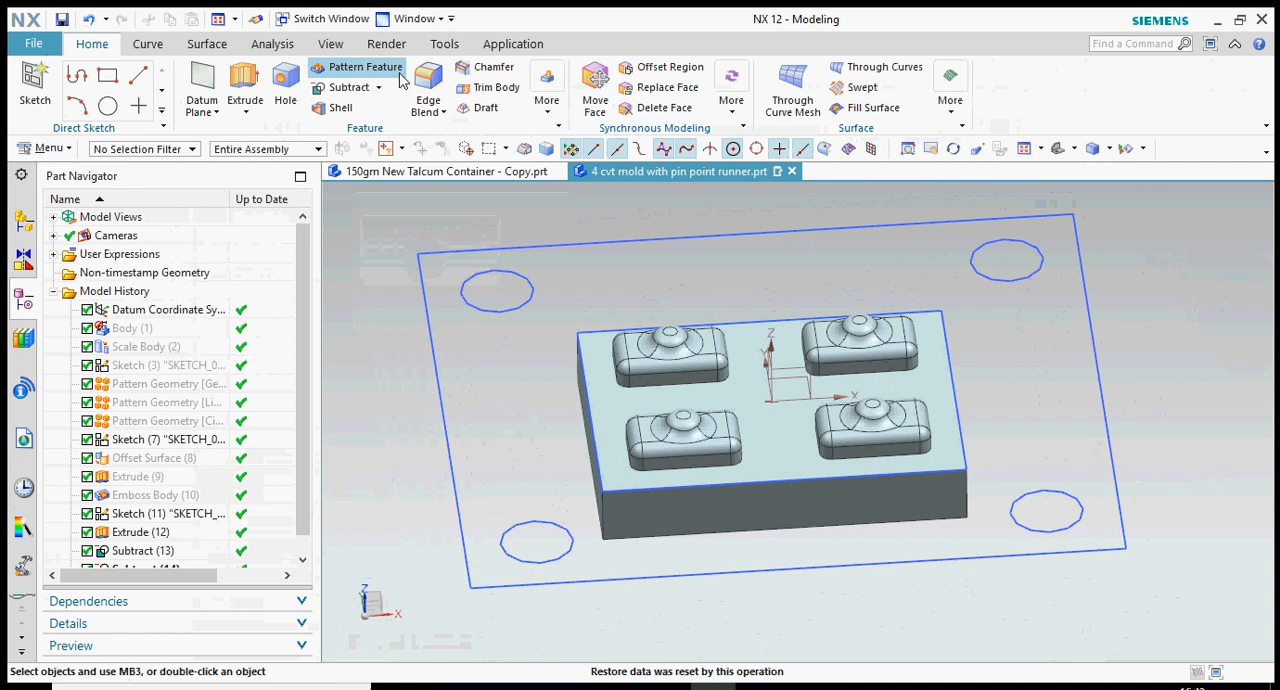 NX Switch Window Window NX 12 - Modeling SIEMENS
File Home Curve Surface Analysis View Render Tools Application Find a Command
Sketch Datum Plane Extrude Hole Pattern Feature Subtract Shell Edge Blend Chamfer Trim Body Draft More Move Face Offset Region Replace Face Delete Face More Through Curve Mesh Through Curves Swept Fill Surface More
Direct Sketch Feature Synchronous Modeling Surface
Menu No Selection Filter Entire Assembly
Part Navigator 150gm New Talcum Container - Copy.prt 4 cvt mold with pin point runner.prt
Name Up to Date
Model Views
Cameras
User Expressions
Non-timestamp Geometry
Model History
Datum Coordinate Sy...
Body (1)
Scale Body (2)
Sketch (3) "SKETCH_0...
Pattern Geometry [Ge...
Pattern Geometry [Li...
Pattern Geometry [Ci...
Sketch (7) "SKETCH_0...
Offset Surface (8)
Extrude (9)
Emboss Body (10)
Sketch (11) "SKETCH_...
Extrude (12)
Subtract (13)
Dependencies
Details
Preview
Z
Y
X
Z
X
Select objects and use MB3, or double-click an object Restore data was reset by this operation